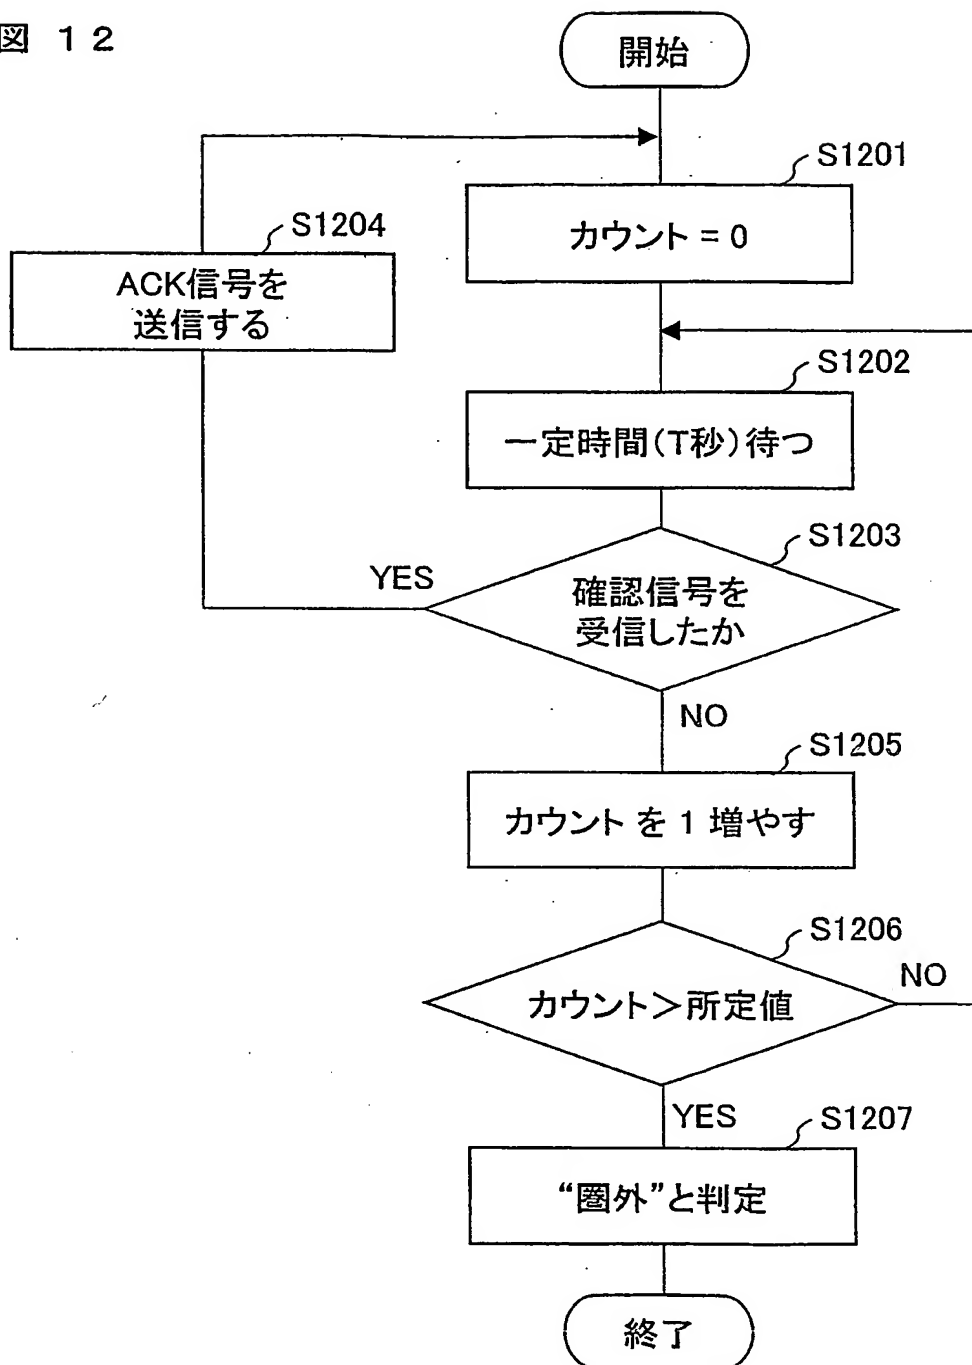 図 12
開始
S1201
カウント = 0
S1204
ACK信号を
送信する
S1202
一定時間(T秒)待つ
S1203
確認信号を
受信したか
YES
NO
S1205
カウント を 1 増やす
S1206
カウント>所定値
NO
YES
S1207
“圏外”と判定
終了